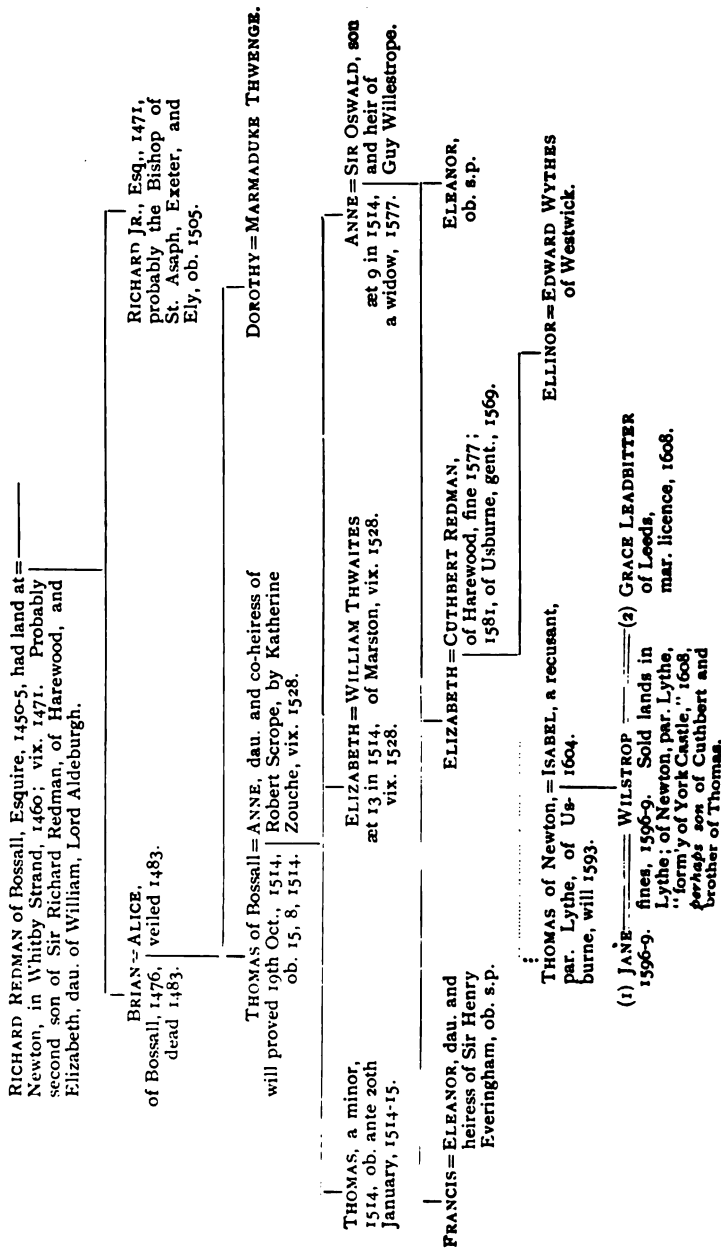 RICHARD REDMAN of Bossall, Esquire, 1450-5, had land at =
Newton, in Whitby Strand, 1460; vix. 1471. Probably
second son of Sir Richard Redman, of Harewood, and
Elizabeth, dau. of William, Lord Aldeburgh.
BRIAN = ALICE,
of Bossall, 1476, veiled 1483.
dead 1483.
RICHARD JR., Esq., 1471,
probably the Bishop of
St. Asaph, Exeter, and
Ely, ob. 1505.
THOMAS of Bossall = ANNE, dau. and co-heiress of
will proved 19th Oct., 1514, Robert Scrope, by Katherine
ob. 15, 8, 1514. Zouche, vix. 1528.
DOROTHY = MARMADUKE THWENGE.
THOMAS, a minor,
1514, ob. ante 20th
January, 1514-15.
ELIZABETH = WILLIAM THWAITES
æt 13 in 1514, of Marston, vix. 1528.
vix. 1528.
ANNE = SIR OSWALD, son
æt 9 in 1514, and heir of
a widow, 1577. Guy Willestrope.
FRANCIS = ELEANOR, dau. and
heiress of Sir Henry
Everingham, ob. s.p.
ELIZABETH = CUTHBERT REDMAN,
of Harewood, fine 1577;
1581, of Usburne, gent., 1569.
ELEANOR,
ob. s.p.
THOMAS of Newton, = ISABEL, a recusant,
par. Lythe, of Us- 1604.
burne, will 1593.
ELLINOR = EDWARD WYTHES
of Westwick.
(1) JANE WILSTROP (2) GRACE LEADBITTER
1596-9. fines, 1596-9. Sold lands in of Leeds,
Lythe; of Newton, par. Lythe, mar. licence, 1608.
"form'y of York Castle," 1608,
perhaps son of Cuthbert and
brother of Thomas.